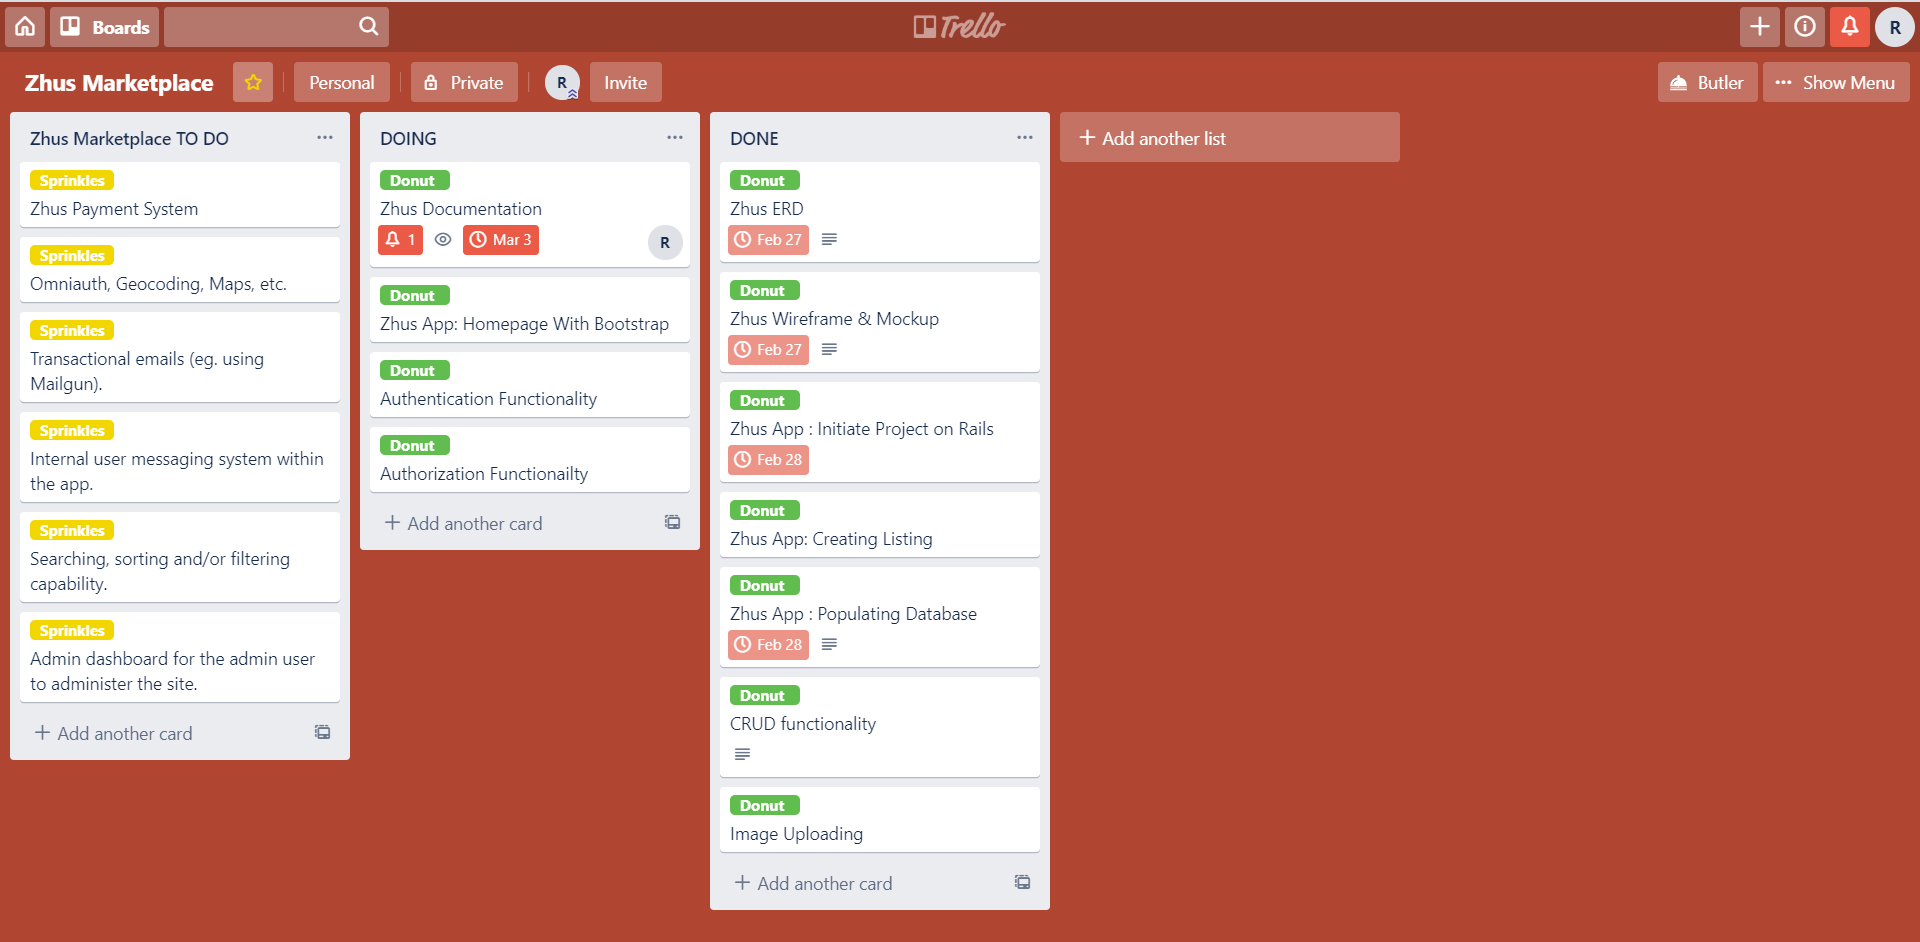 Boards
Trello
R
Zhus Marketplace
Personal
Private
R
Invite
Butler
Show Menu
Zhus Marketplace TO DO
Sprinkles
Zhus Payment System
Sprinkles
Omniauth, Geocoding, Maps, etc.
Sprinkles
Transactional emails (eg. using
Mailgun).
Sprinkles
Internal user messaging system within
the app.
Sprinkles
Searching, sorting and/or filtering
capability.
Sprinkles
Admin dashboard for the admin user
to administer the site.
Add another card
DOING
Donut
Zhus Documentation
1
Mar 3
R
Donut
Zhus App: Homepage With Bootstrap
Donut
Authentication Functionality
Donut
Authorization Functionailty
Add another card
DONE
Donut
Zhus ERD
Feb 27
Donut
Zhus Wireframe & Mockup
Feb 27
Donut
Zhus App : Initiate Project on Rails
Feb 28
Donut
Zhus App: Creating Listing
Donut
Zhus App : Populating Database
Feb 28
Donut
CRUD functionality
Donut
Image Uploading
Add another card
Add another list